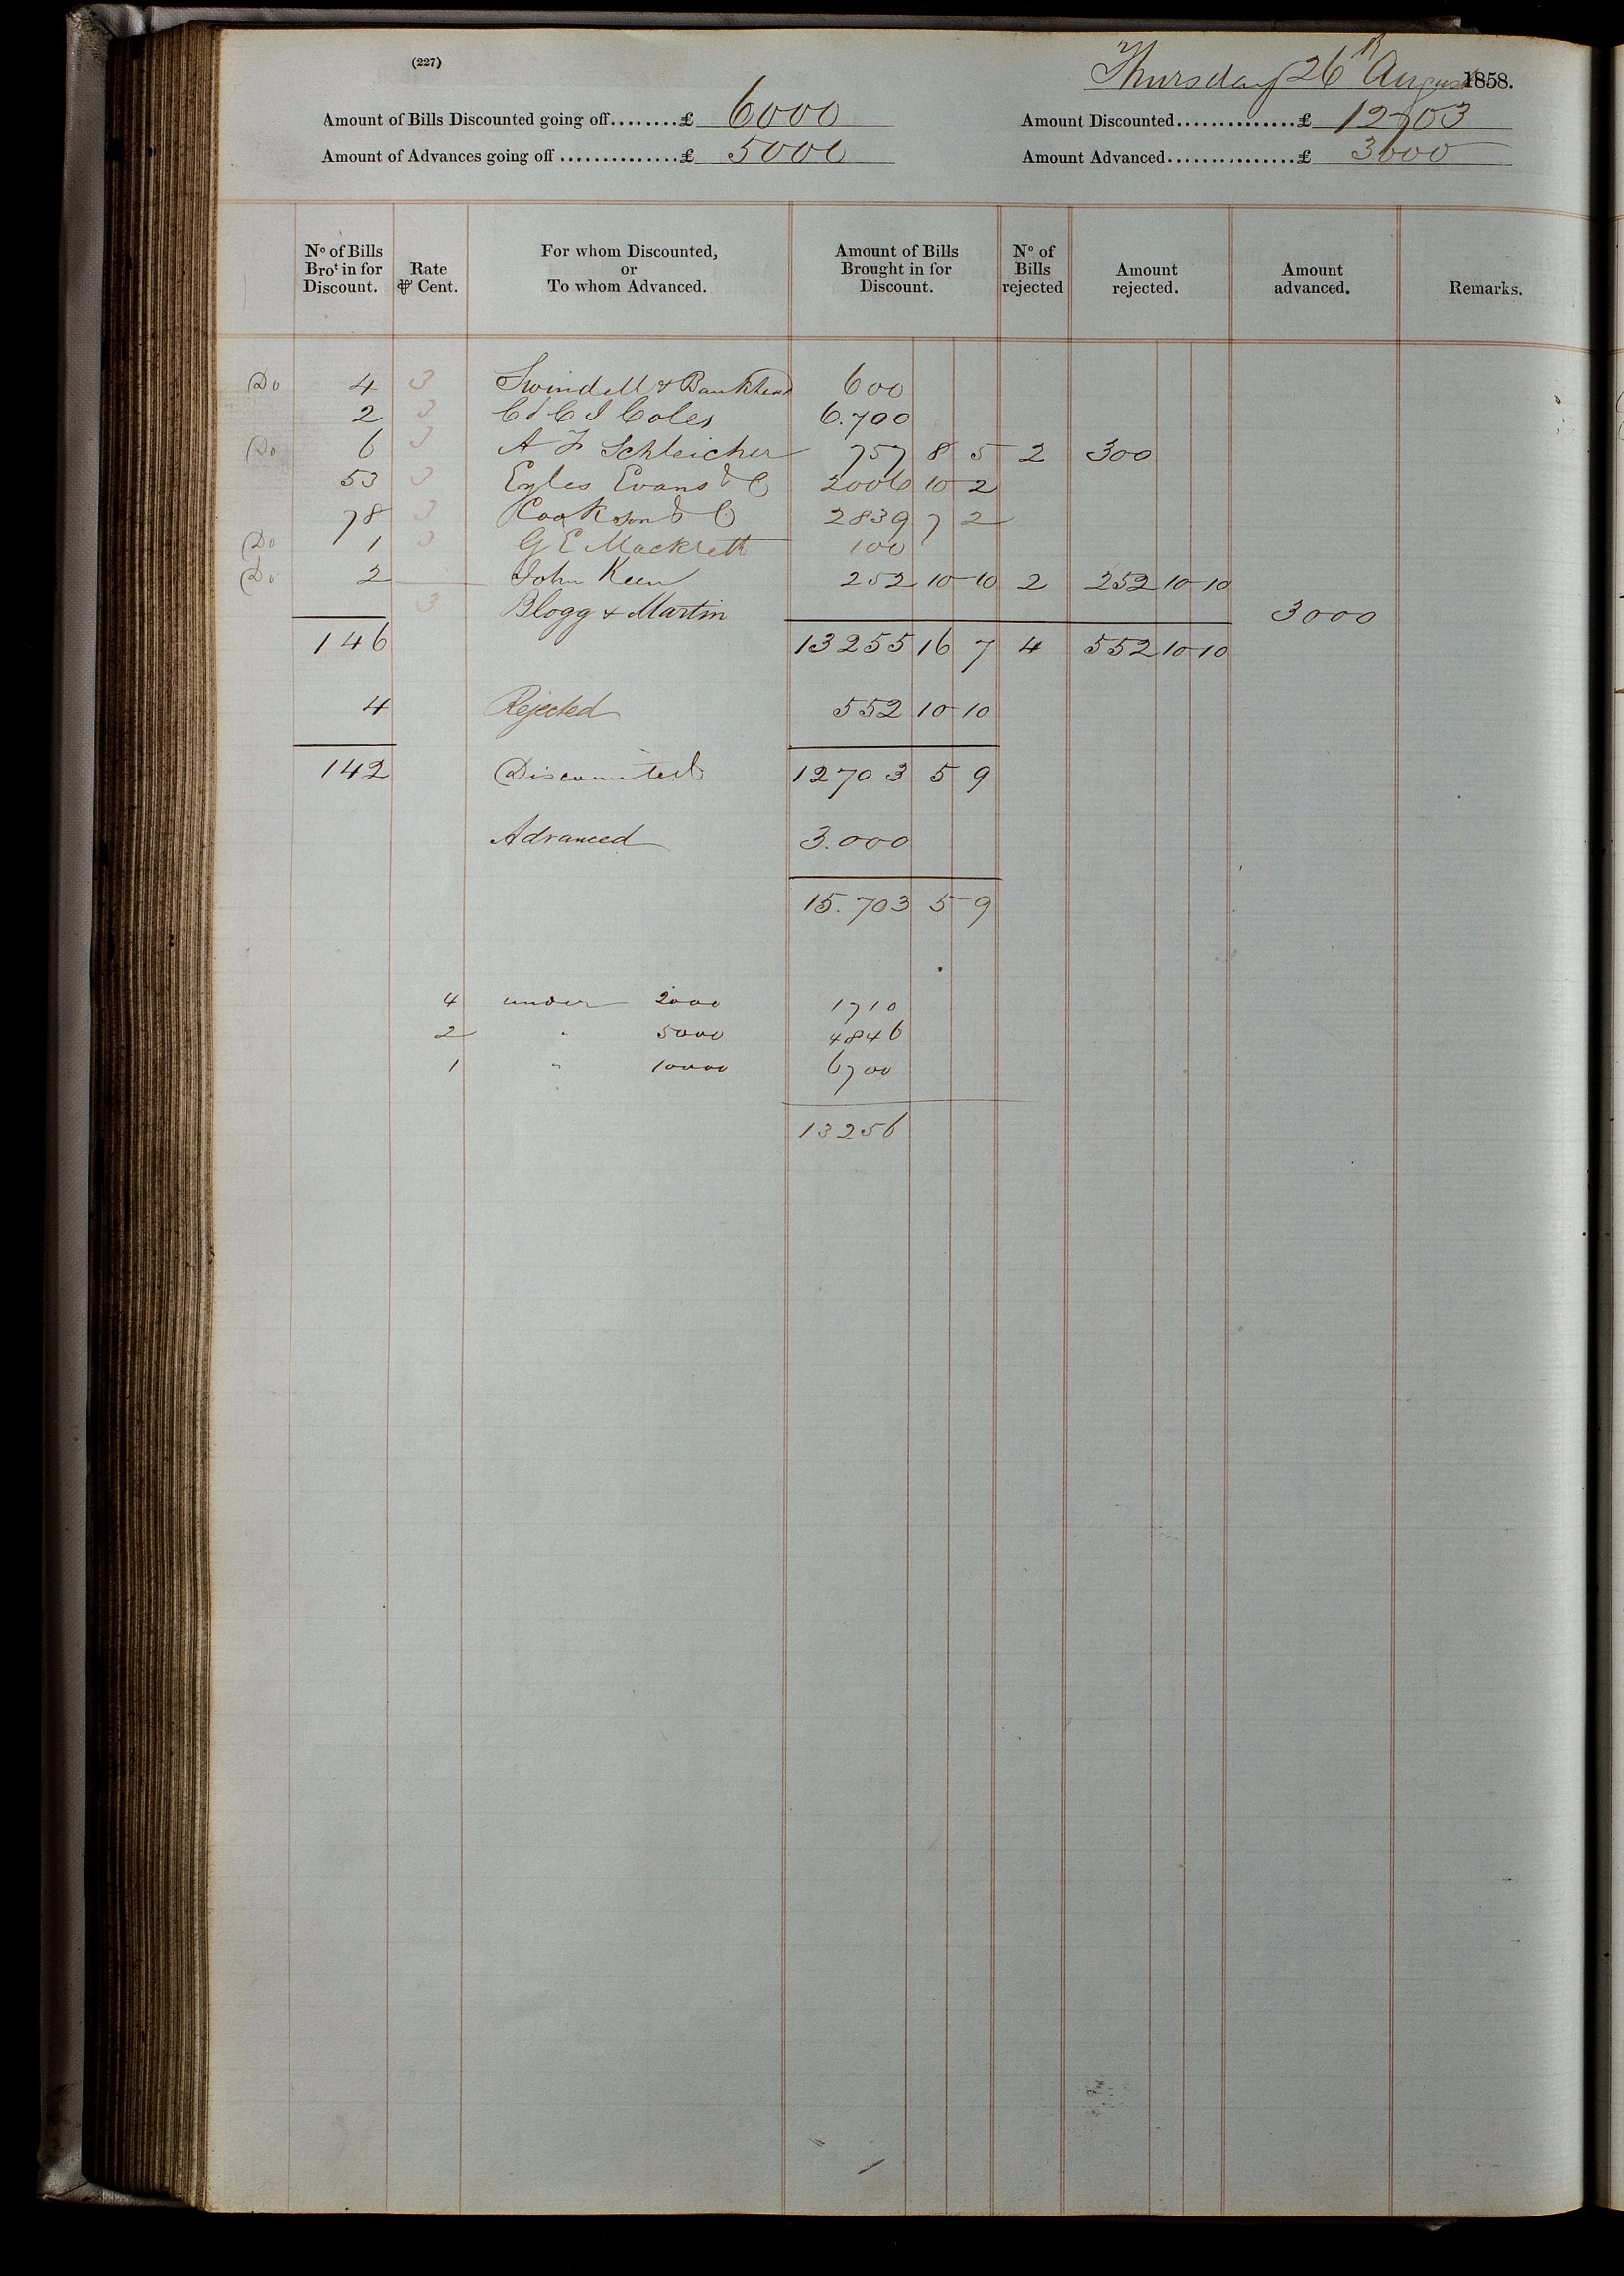 (227)
Thursday 26th August 1858.
Amount of Bills Discounted going off........£ 6000
Amount Discounted..............£ 12703
Amount of Advances going off..............£ 5000
Amount Advanced...............£ 3000
No of Bills Brot in for Discount.
Rate ⅌ Cent.
For whom Discounted, or To whom Advanced.
Amount of Bills Brought in for Discount.
No of Bills rejected
Amount rejected.
Amount advanced.
Remarks.
Do 4 3 Swindell & Bankhead 600
2 3 C & C J Coles 6.700
Do 6 3 A F Schleicher 757 8 5 2 300
53 3 Eyles Evans & C 2006 10 2
78 3 Cookson & C 2839 7 2
Do 1 3 G E Mackrett 100
Do 2 John Keen 252 10 10 2 252 10 10
3 Blogg & Martin 3000
146 13255 16 7 4 552 10 10
4 Rejected 552 10 10
142 Discounted 12703 5 9
Advanced 3.000
15.703 5 9
4 under 2000 1710
2 " 5000 4846
1 " 10000 6700
13256